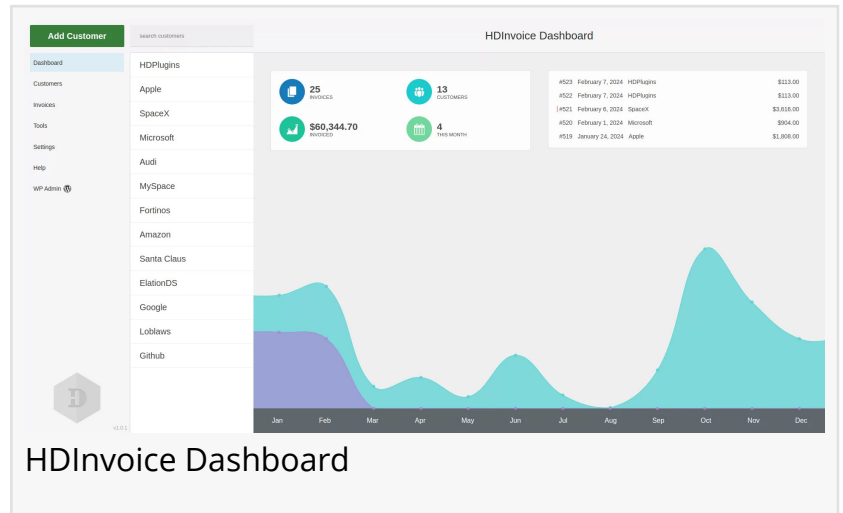 Add Customer
search customers
HDInvoice Dashboard
Dashboard
Customers
Invoices
Tools
Settings
Help
WP Admin
HDPlugins
Apple
SpaceX
Microsoft
Audi
MySpace
Fortinos
Amazon
Santa Claus
ElationDS
Google
Loblaws
Github
25
INVOICES
13
CUSTOMERS
$60,344.70
INVOICED
4
THIS MONTH
#523 February 7, 2024 HDPlugins $113.00
#522 February 7, 2024 HDPlugins $113.00
#521 February 6, 2024 SpaceX $3,616.00
#520 February 1, 2024 Microsoft $904.00
#519 January 24, 2024 Apple $1,808.00
Jan Feb Mar Apr May Jun Jul Aug Sep Oct Nov Dec
v1.0.1
HDInvoice Dashboard